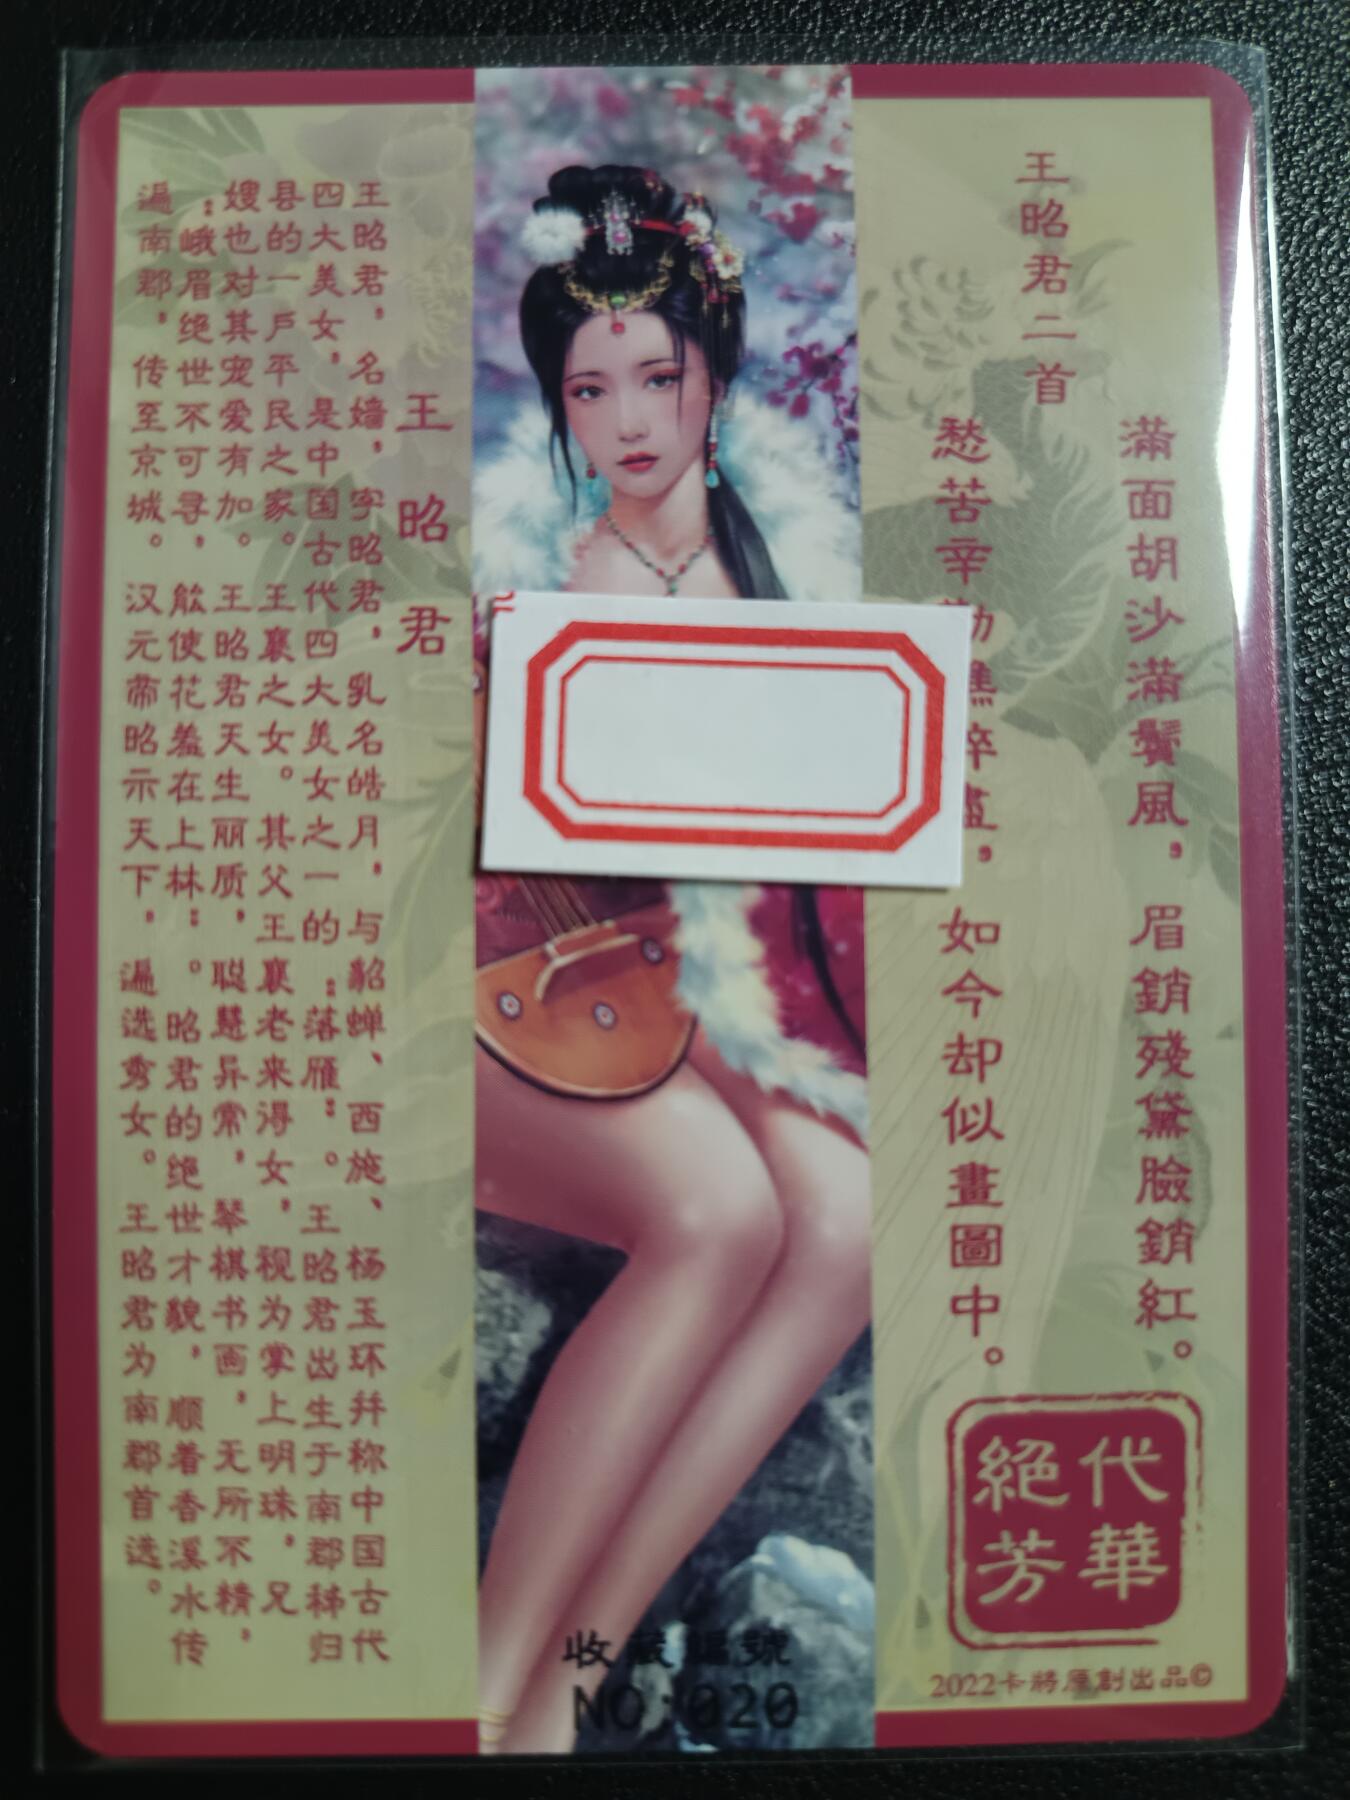 王昭君二首
滿面胡沙滿鬢風，眉銷殘黛臉銷紅。
愁苦辛勤憔悴盡，如今却似畫圖中。
絕代
芳華
2022卡將原創出品©
收藏編號
NO:020
王昭君
王昭君，名嫱，字昭君，乳名皓月，与貂蝉、西施、杨玉环并称中国古代
四大美女，是中国古代四大美女之一的“落雁”。王昭君出生于南郡秭归
县的一户平民之家。王襄之女。其父王襄老来得女，视为掌上明珠，兄
嫂也对其宠爱有加。王昭君天生丽质，聪慧异常，琴棋书画，无所不精，
“峨眉绝世不可寻，能使花羞在上林”。昭君的绝世才貌，顺着香溪水传
遍南郡，传至京城。汉元帝昭示天下，遍选秀女。王昭君为南郡首选。